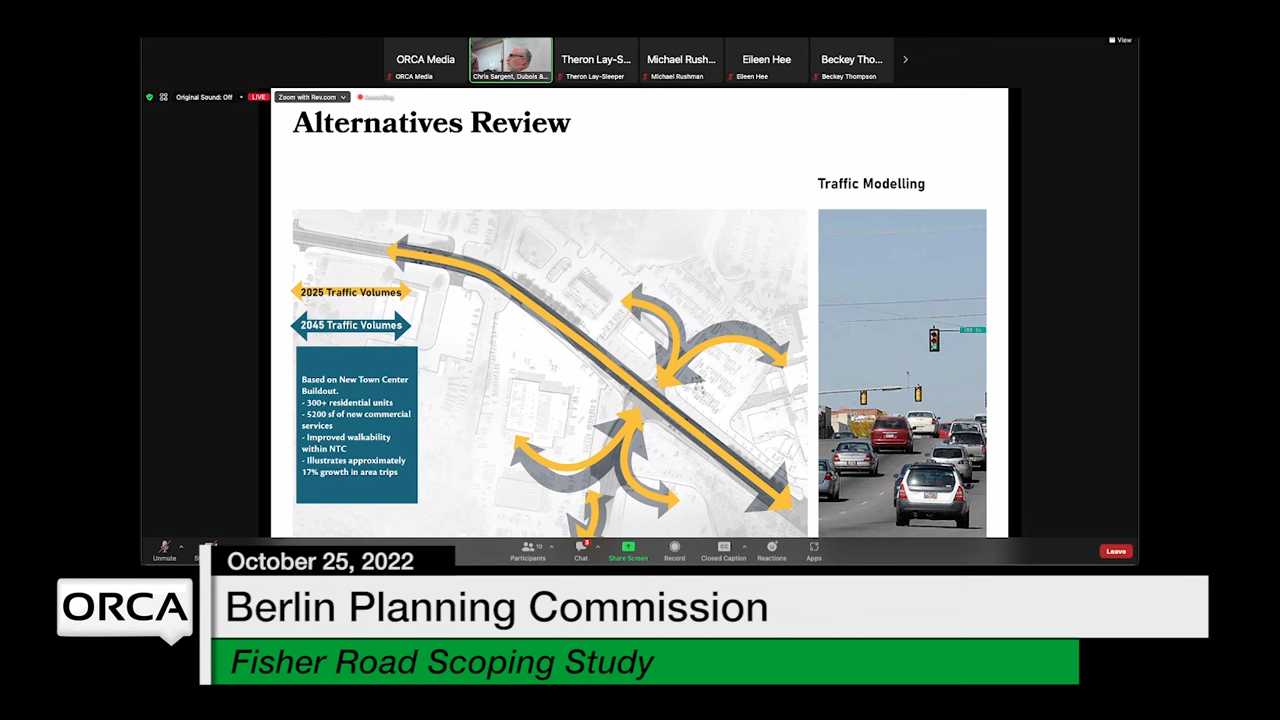 View
ORCA Media
Theron Lay-S...
Michael Rush...
Eileen Hee
Beckey Tho...
ORCA Media
Chris Sargent, Dubois &...
Theron Lay-Sleeper
Michael Rushman
Eileen Hee
Beckey Thompson
Original Sound: Off
LIVE
Zoom with Rev.com
Recording
Alternatives Review
Traffic Modelling
2025 Traffic Volumes
2045 Traffic Volumes
Based on New Town Center
Buildout.
- 300+ residential units
- 5200 sf of new commercial
services
- Improved walkability
within NTC
- Illustrates approximately
17% growth in area trips
10
3
Unmute
Participants
Chat
Share Screen
Record
Closed Caption
Reactions
Apps
Leave
October 25, 2022
ORCA
Berlin Planning Commission
Fisher Road Scoping Study